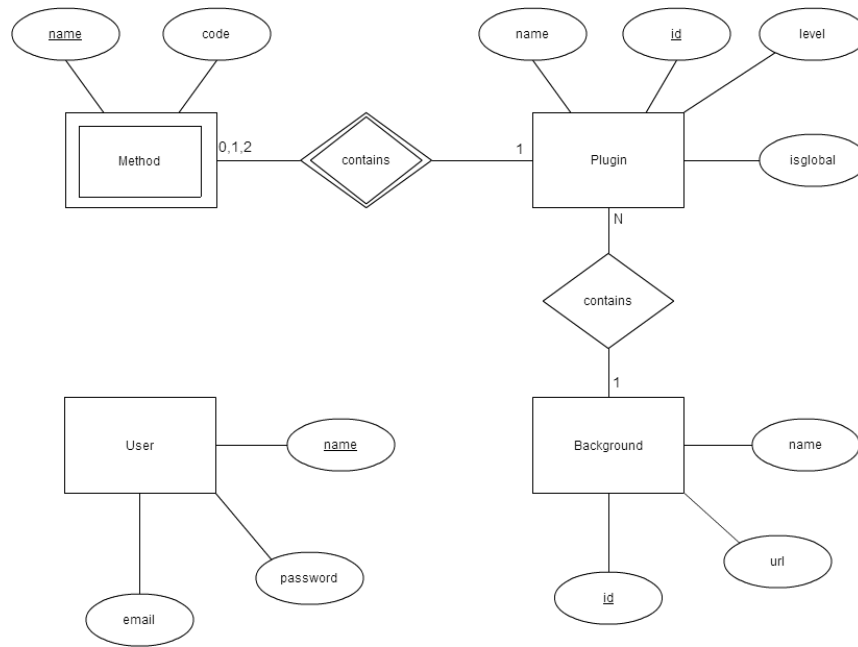 name
code
name
id
level
Method
0,1,2
contains
1
Plugin
isglobal
N
contains
1
User
name
Background
name
password
url
email
id